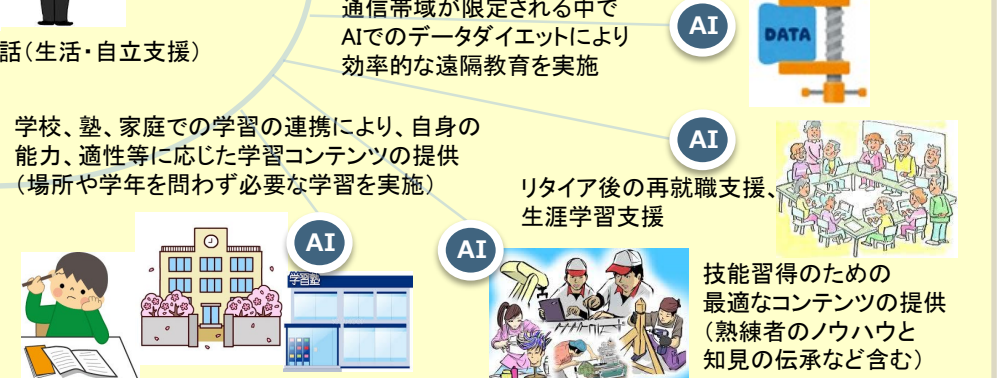 通信帯域が限定される中で
AIでのデータダイエットにより
効率的な遠隔教育を実施
AI
DATA
話(生活・自立支援)
学校、塾、家庭での学習の連携により、自身の
能力、適性等に応じた学習コンテンツの提供
(場所や学年を問わず必要な学習を実施)
AI
リタイア後の再就職支援、
生涯学習支援
AI
学習塾
AI
技能習得のための
最適なコンテンツの提供
(熟練者のノウハウと
知見の伝承など含む)